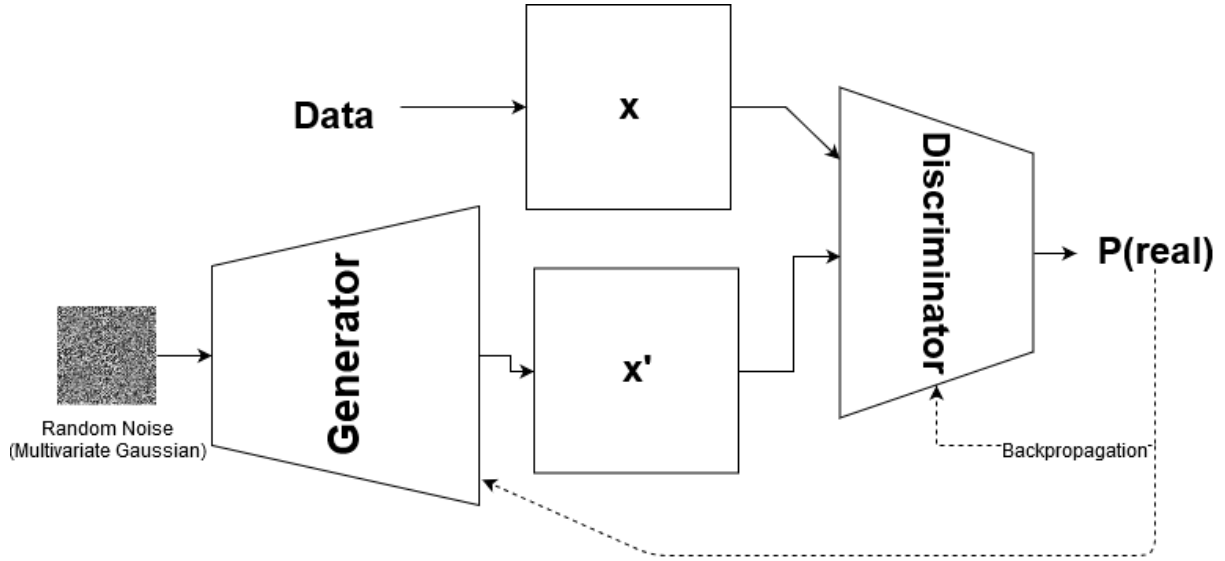 Data
x
Discriminator
P(real)
Generator
x'
Random Noise
(Multivariate Gaussian)
Backpropagation